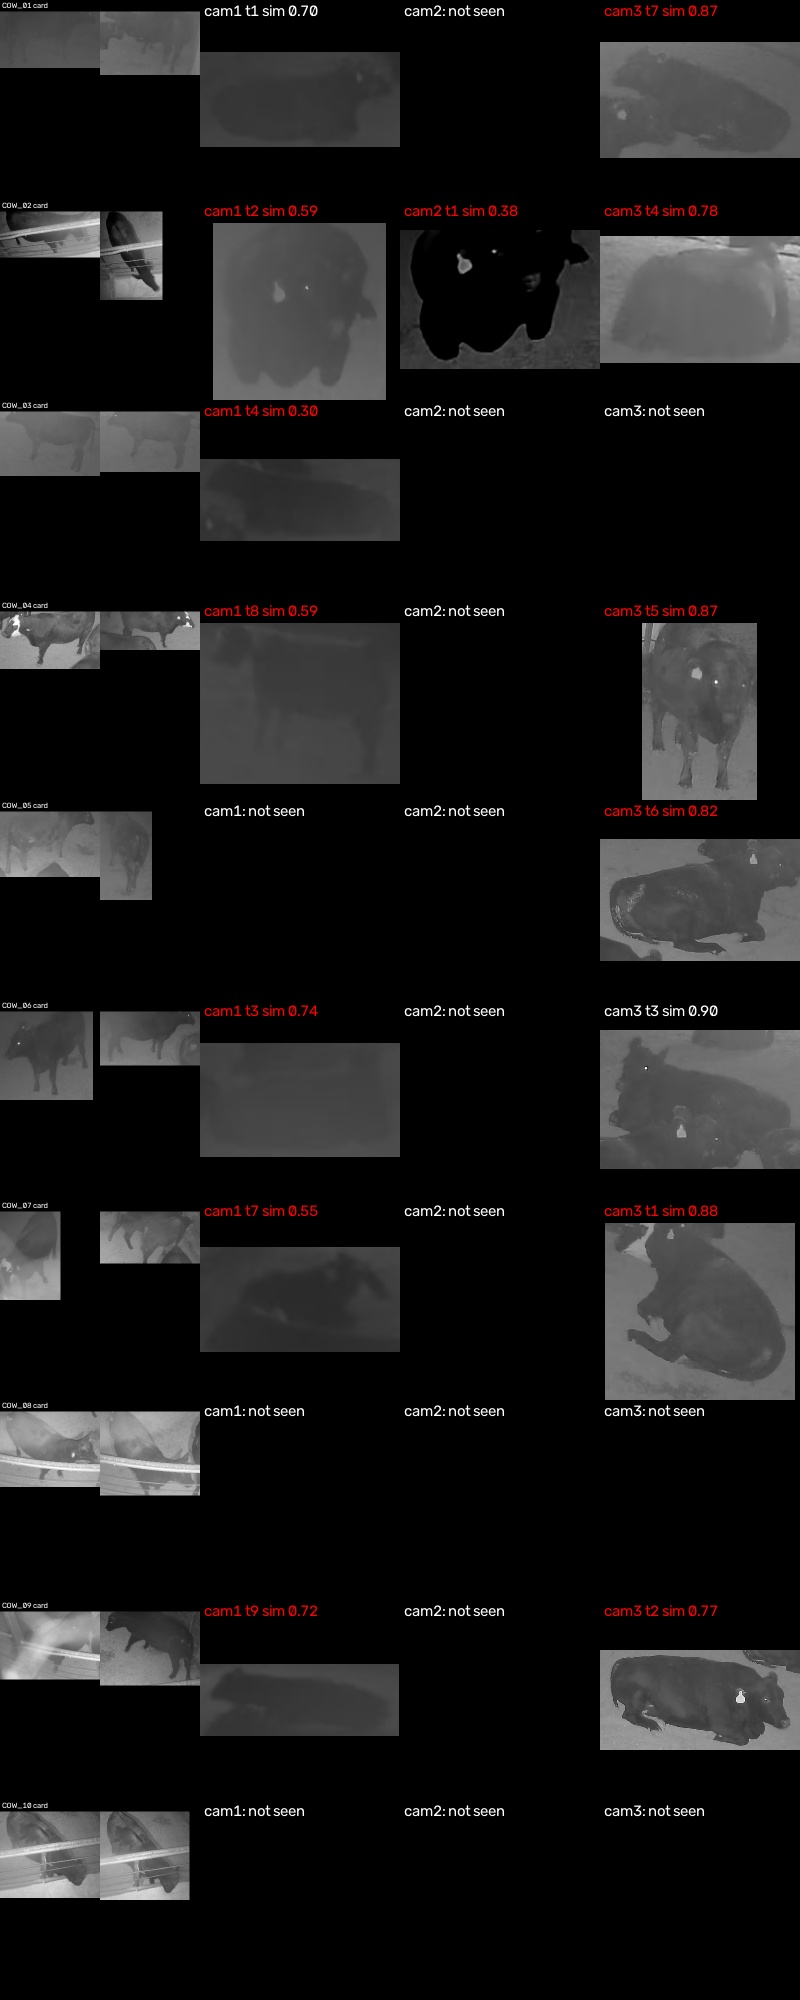 COW_01 card
cam1 t1 sim 0.70
cam2: not seen
cam3 t7 sim 0.87
COW_02 card
cam1 t2 sim 0.59
cam2 t1 sim 0.38
cam3 t4 sim 0.78
COW_03 card
cam1 t4 sim 0.30
cam2: not seen
cam3: not seen
COW_04 card
cam1 t8 sim 0.59
cam2: not seen
cam3 t5 sim 0.87
COW_05 card
cam1: not seen
cam2: not seen
cam3 t6 sim 0.82
COW_06 card
cam1 t3 sim 0.74
cam2: not seen
cam3 t3 sim 0.90
COW_07 card
cam1 t7 sim 0.55
cam2: not seen
cam3 t1 sim 0.88
COW_08 card
cam1: not seen
cam2: not seen
cam3: not seen
COW_09 card
cam1 t9 sim 0.72
cam2: not seen
cam3 t2 sim 0.77
COW_10 card
cam1: not seen
cam2: not seen
cam3: not seen